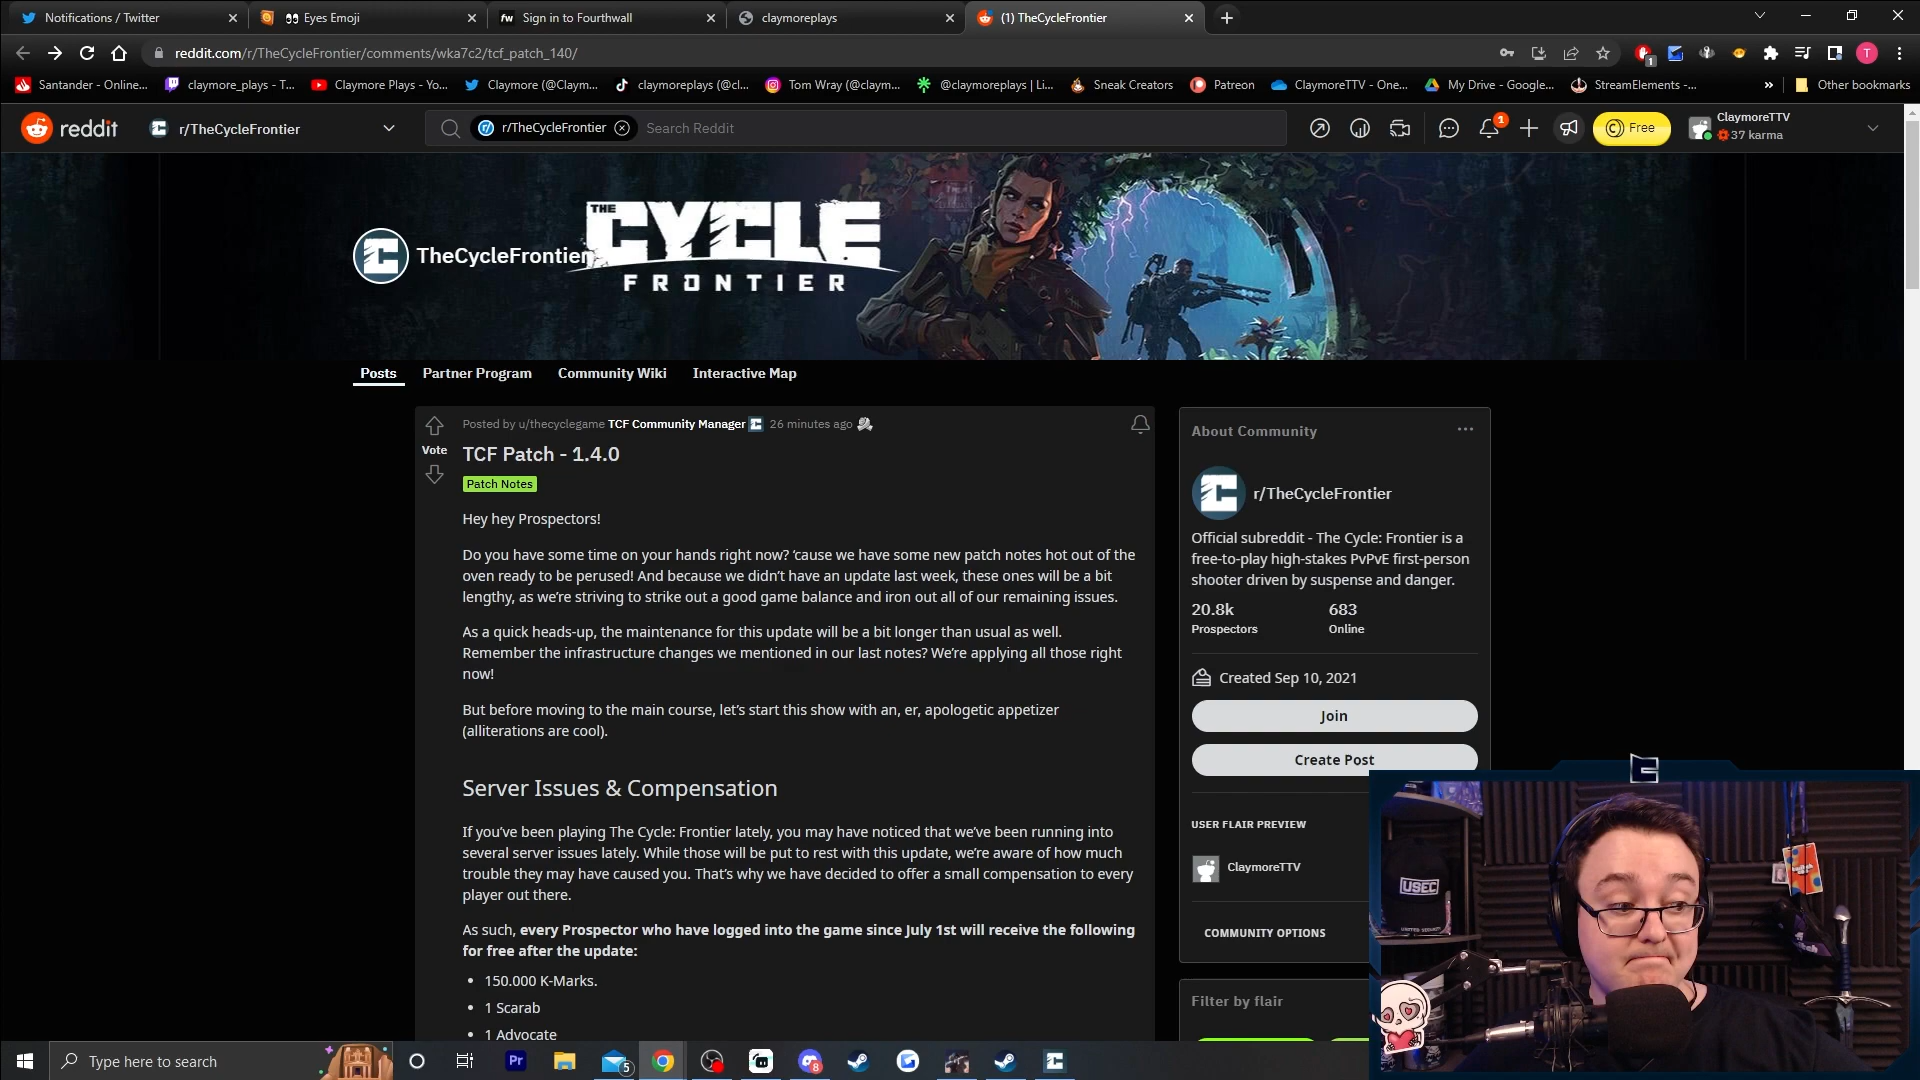 Notifications / Twitter
Eyes Emoji
Sign in to Fourthwall
claymoreplays
(1) TheCycleFrontier
reddit.com/r/TheCycleFrontier/comments/wka7c2/tcf_patch_140/
1
T
Santander - Online...
claymore_plays - T...
Claymore Plays - Yo...
Claymore (@Claym...
claymoreplays (@cl...
Tom Wray (@claym...
@claymoreplays | Li...
Sneak Creators
Patreon
ClaymoreTTV - One...
My Drive - Google...
StreamElements -...
»
Other bookmarks
reddit
r/TheCycleFrontier
r/TheCycleFrontier
Search Reddit
1
Free
ClaymoreTTV
37 karma
TheCycleFrontier
THE
CYCLE
FRONTIER
Posts
Partner Program
Community Wiki
Interactive Map
Posted by u/thecyclegame TCF Community Manager 26 minutes ago
Vote
TCF Patch - 1.4.0
Patch Notes
Hey hey Prospectors!
Do you have some time on your hands right now? ‘cause we have some new patch notes hot out of the
oven ready to be perused! And because we didn’t have an update last week, these ones will be a bit
lengthy, as we’re striving to strike out a good game balance and iron out all of our remaining issues.
As a quick heads-up, the maintenance for this update will be a bit longer than usual as well.
Remember the infrastructure changes we mentioned in our last notes? We’re applying all those right
now!
But before moving to the main course, let’s start this show with an, er, apologetic appetizer
(alliterations are cool).
Server Issues & Compensation
If you’ve been playing The Cycle: Frontier lately, you may have noticed that we’ve been running into
several server issues lately. While those will be put to rest with this update, we’re aware of how much
trouble they may have caused you. That’s why we have decided to offer a small compensation to every
player out there.
As such, every Prospector who have logged into the game since July 1st will receive the following
for free after the update:
• 150.000 K-Marks.
• 1 Scarab
• 1 Advocate
About Community
r/TheCycleFrontier
Official subreddit - The Cycle: Frontier is a
free-to-play high-stakes PvPvE first-person
shooter driven by suspense and danger.
20.8k
683
Prospectors
Online
Created Sep 10, 2021
Join
Create Post
USER FLAIR PREVIEW
ClaymoreTTV
COMMUNITY OPTIONS
Filter by flair
USEC
Type here to search
Pr
5
8